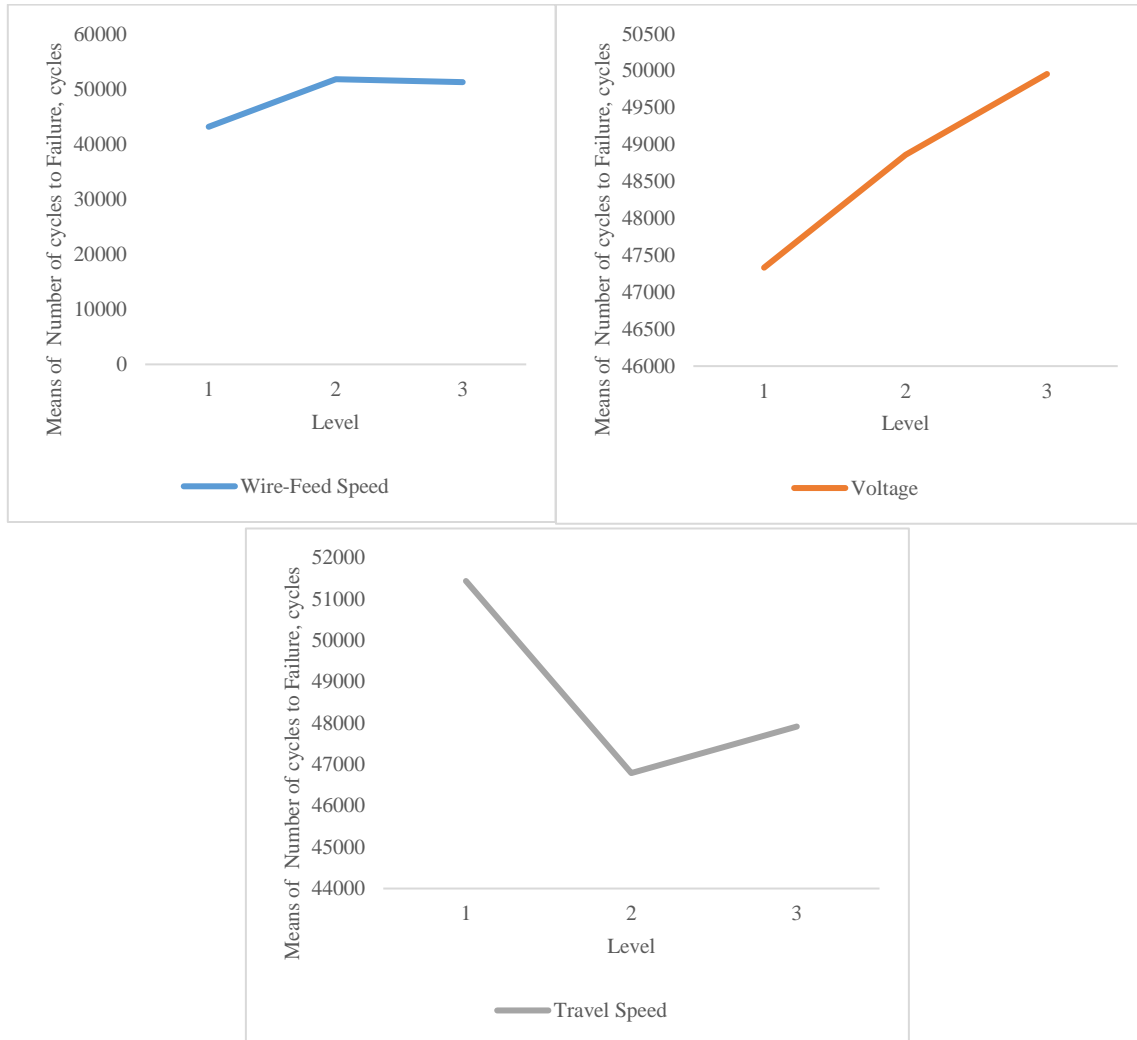 Means of  Number of cycles to Failure, cycles
60000
50000
40000
30000
20000
10000
0
1 2 3
Level
Wire-Feed Speed
Means of  Number of cycles to Failure, cycles
50500
50000
49500
49000
48500
48000
47500
47000
46500
46000
1 2 3
Level
Voltage
Means of  Number of cycles to Failure, cycles
52000
51000
50000
49000
48000
47000
46000
45000
44000
1 2 3
Level
Travel Speed